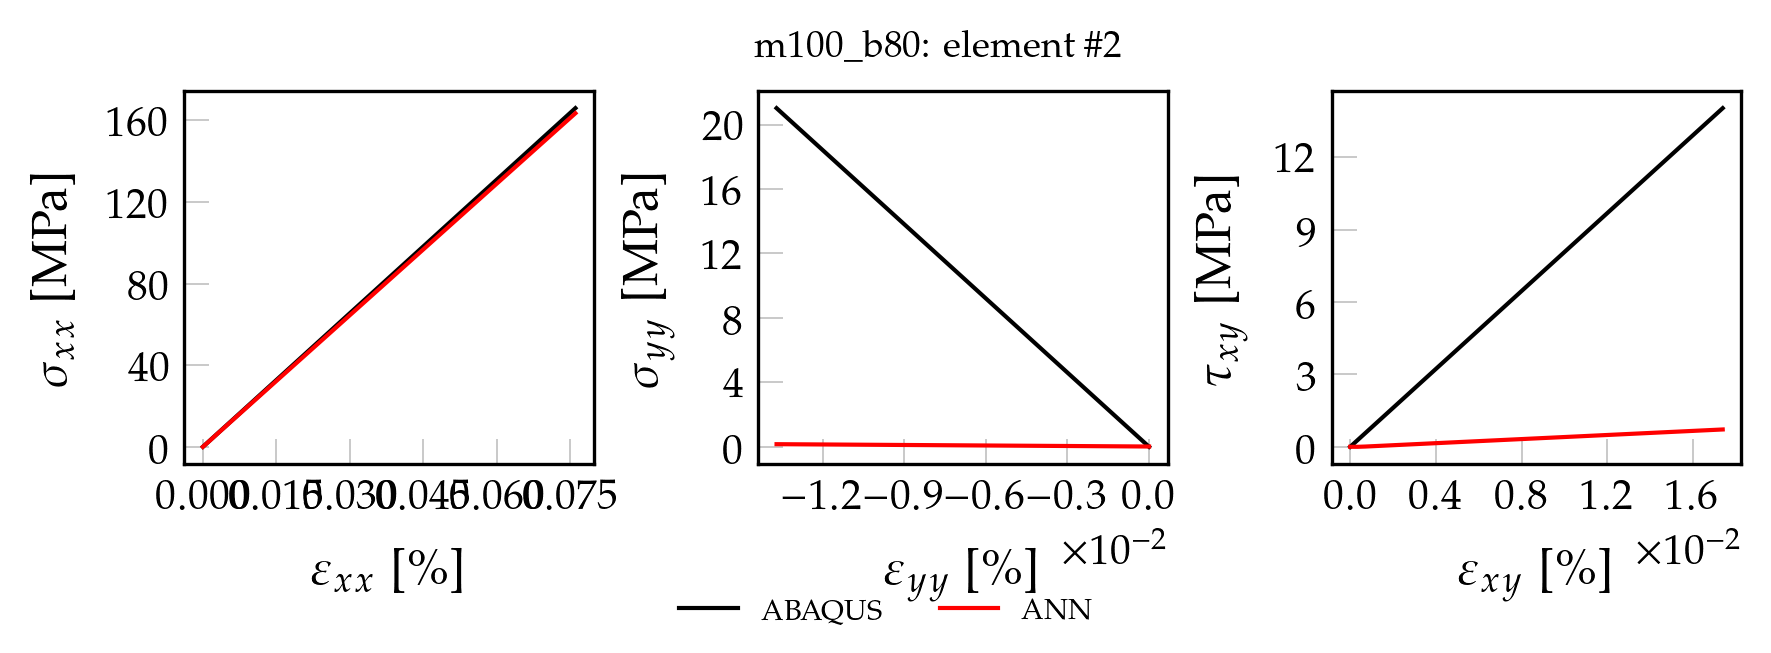 m100_b80: element #2
σxx [MPa]
160
120
80
40
0
0.000 0.015 0.030 0.045 0.060 0.075
εxx [%]
σyy [MPa]
20
16
12
8
4
0
−1.2 −0.9 −0.6 −0.3 0.0
×10−2
εyy [%]
τxy [MPa]
12
9
6
3
0
0.0 0.4 0.8 1.2 1.6
×10−2
εxy [%]
ABAQUS ANN